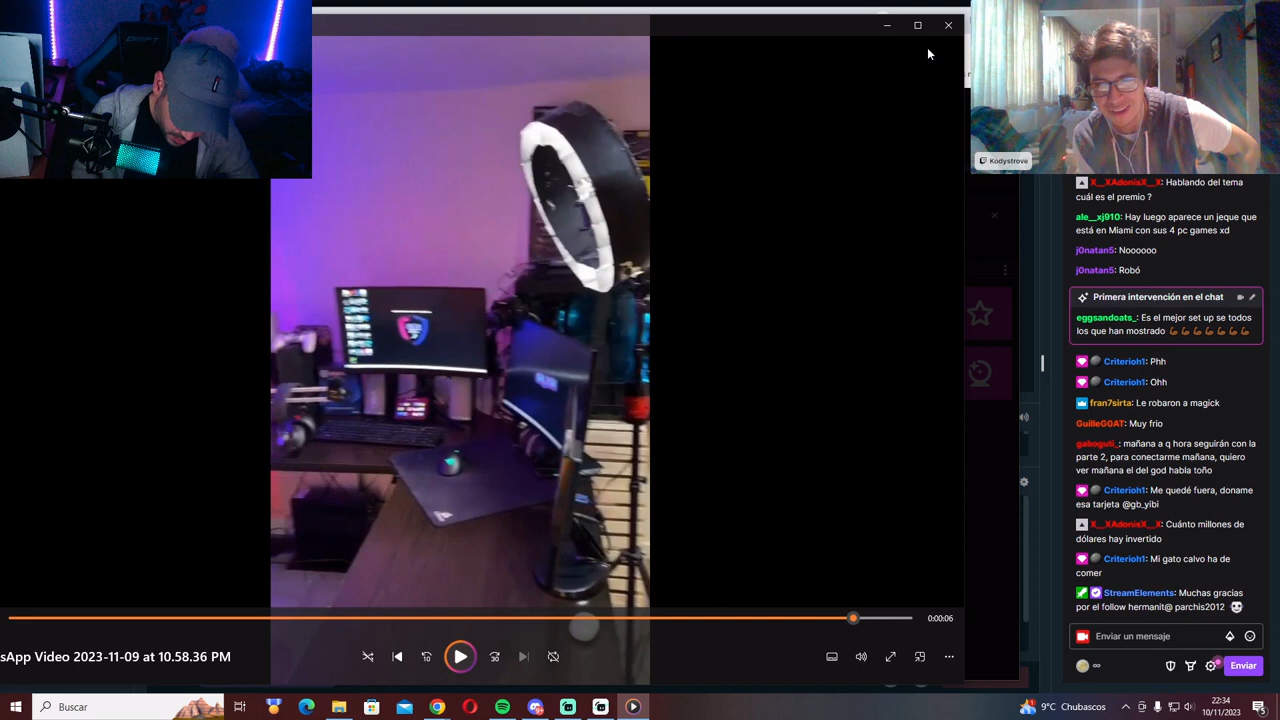 DRIFT
Kodystrove
X__XAdonisX__X: Hablando del tema
cuál es el premio ?
ale__xj910: Hay luego aparece un jeque que
está en Miami con sus 4 pc games xd
j0natan5: Noooooo
j0natan5: Robó
Primera intervención en el chat
eggsandoats_: Es el mejor set up se todos
los que han mostrado 💪🏾💪🏾💪🏾💪🏾💪🏾💪🏾💪🏾
Criterioh1: Phh
Criterioh1: Ohh
fran7sirta: Le robaron a magick
GuilleG0AT: Muy frio
gaboguti_: mañana a q hora seguirán con la
parte 2, para conectarme mañana, quiero
ver mañana el del god habla toño
Criterioh1: Me quedé fuera, doname
esa tarjeta @gb_yibi
X__XAdonisX__X: Cuánto millones de
dólares hay invertido
Criterioh1: Mi gato calvo ha de
comer
StreamElements: Muchas gracias
por el follow hermanit@ parchis2012
Enviar un mensaje
Enviar
0:00:06
sApp Video 2023-11-09 at 10.58.36 PM
10
30
Buscar
9°C Chubascos
22:34
10/11/2023
5